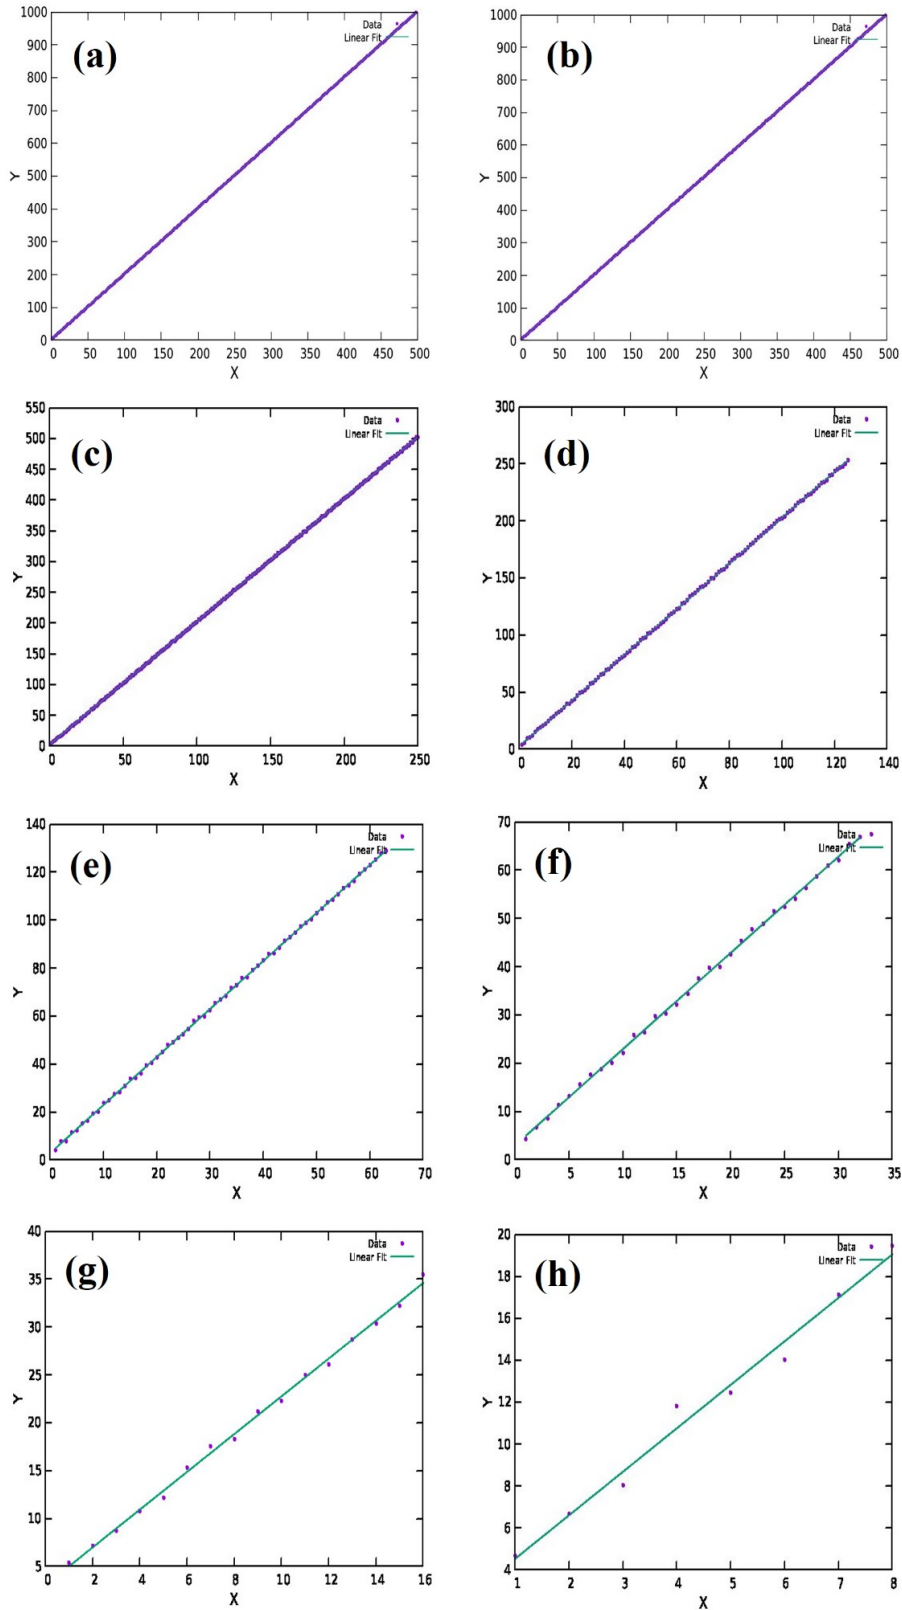 (a)
Data
Linear Fit
1000
900
800
700
600
500
400
300
200
100
0
Y
0 50 100 150 200 250 300 350 400 450 500
X
(b)
Data
Linear Fit
1000
900
800
700
600
500
400
300
200
100
0
Y
0 50 100 150 200 250 300 350 400 450 500
X
(c)
Data
Linear Fit
550
500
450
400
350
300
250
200
150
100
50
0
Y
0 50 100 150 200 250
X
(d)
Data
Linear Fit
300
250
200
150
100
50
0
Y
0 20 40 60 80 100 120 140
X
(e)
Data
Linear Fit
140
120
100
80
60
40
20
0
Y
0 10 20 30 40 50 60 70
X
(f)
Data
Linear Fit
70
60
50
40
30
20
10
0
Y
0 5 10 15 20 25 30 35
X
(g)
Data
Linear Fit
40
35
30
25
20
15
10
5
Y
0 2 4 6 8 10 12 14 16
X
(h)
Data
Linear Fit
20
18
16
14
12
10
8
6
4
Y
1 2 3 4 5 6 7 8
X